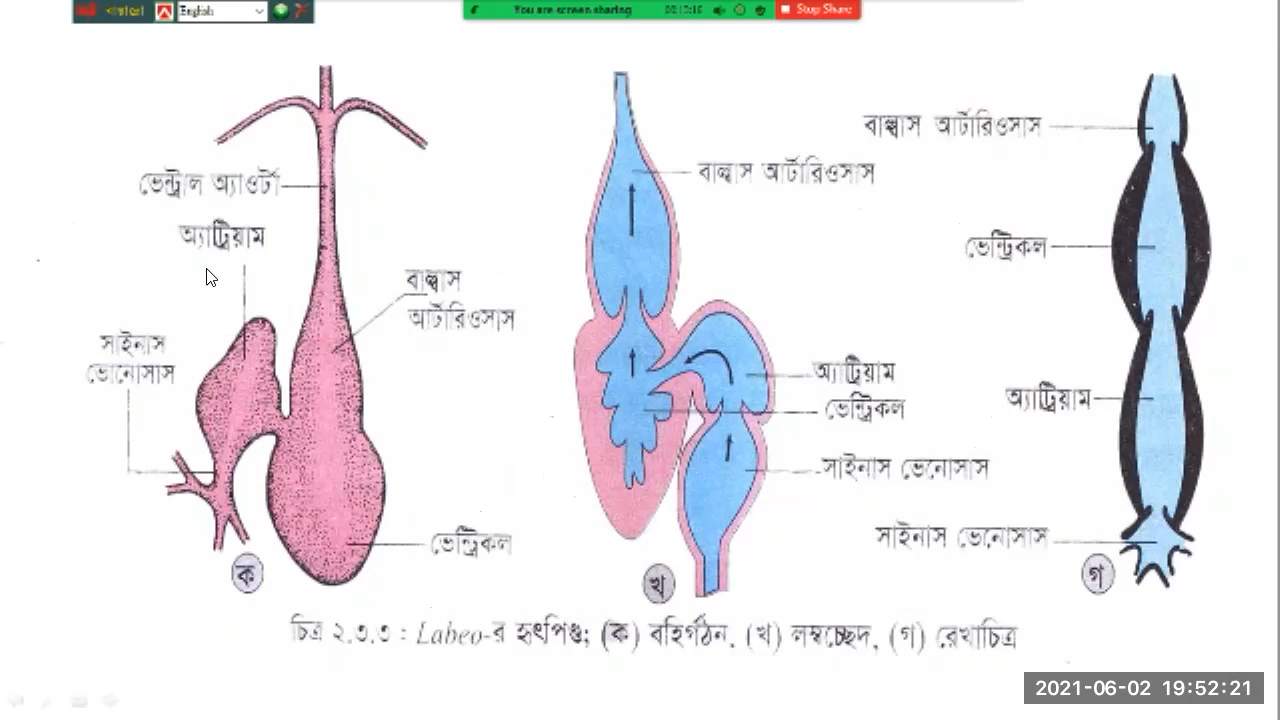 English
You are screen sharing
Stop Share
ভেন্ট্রাল অ্যাওর্টা
অ্যাট্রিয়াম
বাল্বাস
আর্টারিওসাস
সাইনাস
ভেনোসাস
ভেন্ট্রিকল
ক
বাল্বাস আর্টারিওসাস
অ্যাট্রিয়াম
ভেন্ট্রিকল
সাইনাস ভেনোসাস
খ
বাল্বাস আর্টারিওসাস
ভেন্ট্রিকল
অ্যাট্রিয়াম
সাইনাস ভেনোসাস
গ
চিত্র ২.৩.৩ : Labeo-র হৃৎপিণ্ড; (ক) বহির্গঠন, (খ) লম্বচ্ছেদ, (গ) রেখাচিত্র
2021-06-02 19:52:21